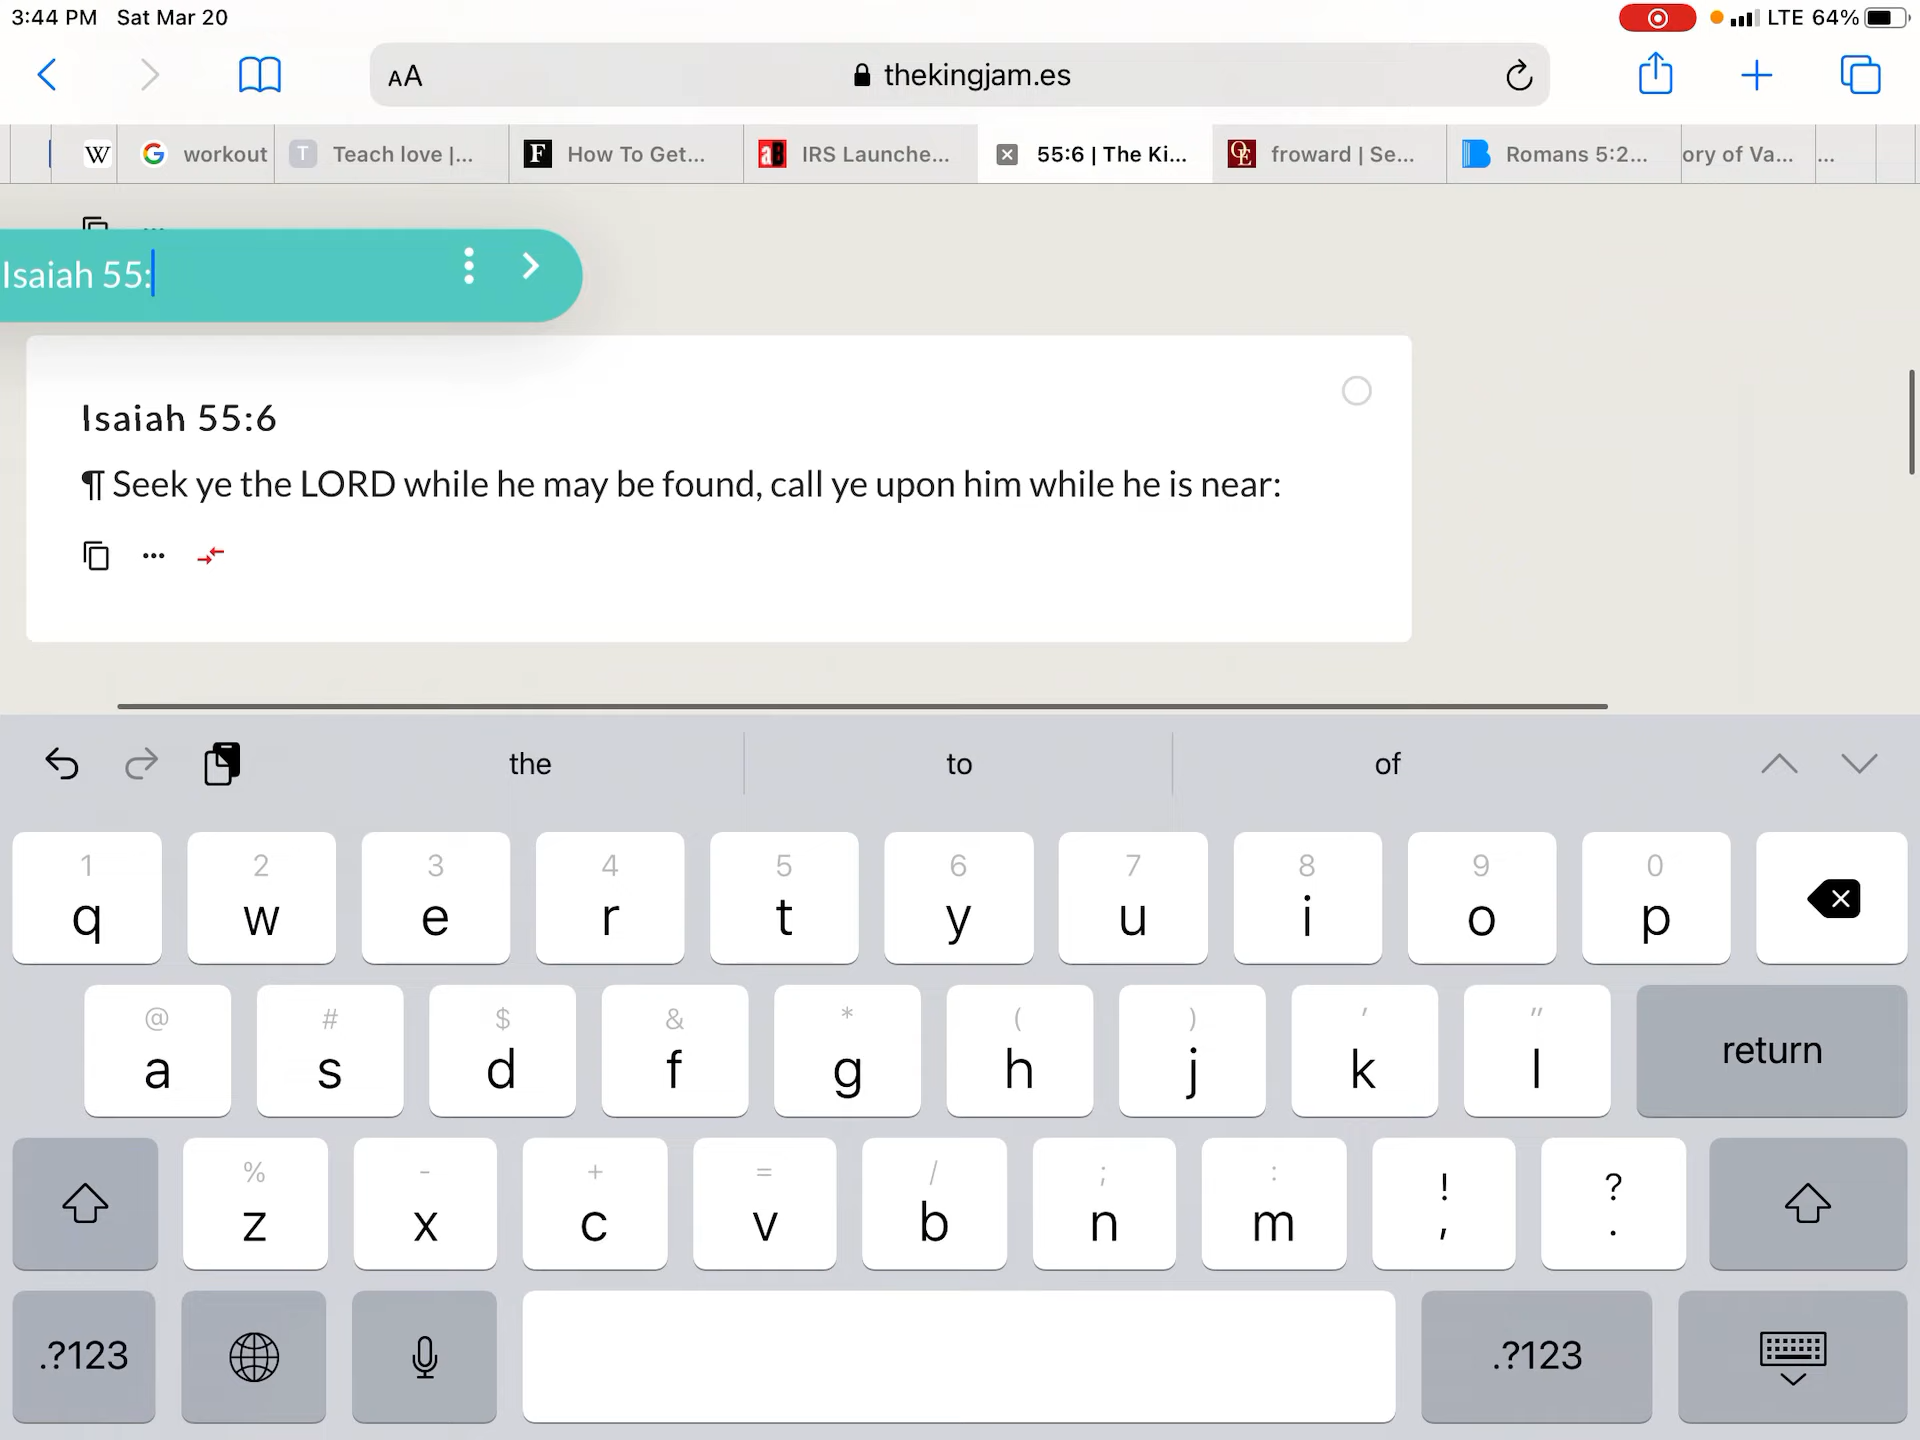 3:44 PM Sat Mar 20
LTE 64%
AA thekingjam.es
W workout T Teach love |... F How To Get... aB IRS Launche... 55:6 | The Ki... OE froward | Se... Romans 5:2... ory of Va... ...
Isaiah 55:
Isaiah 55:6
¶ Seek ye the LORD while he may be found, call ye upon him while he is near:
the to of
1 2 3 4 5 6 7 8 9 0
q w e r t y u i o p
@ # $ & * ( ) ' "
a s d f g h j k l return
% - + = / ; : ! ?
z x c v b n m , .
.?123 .?123